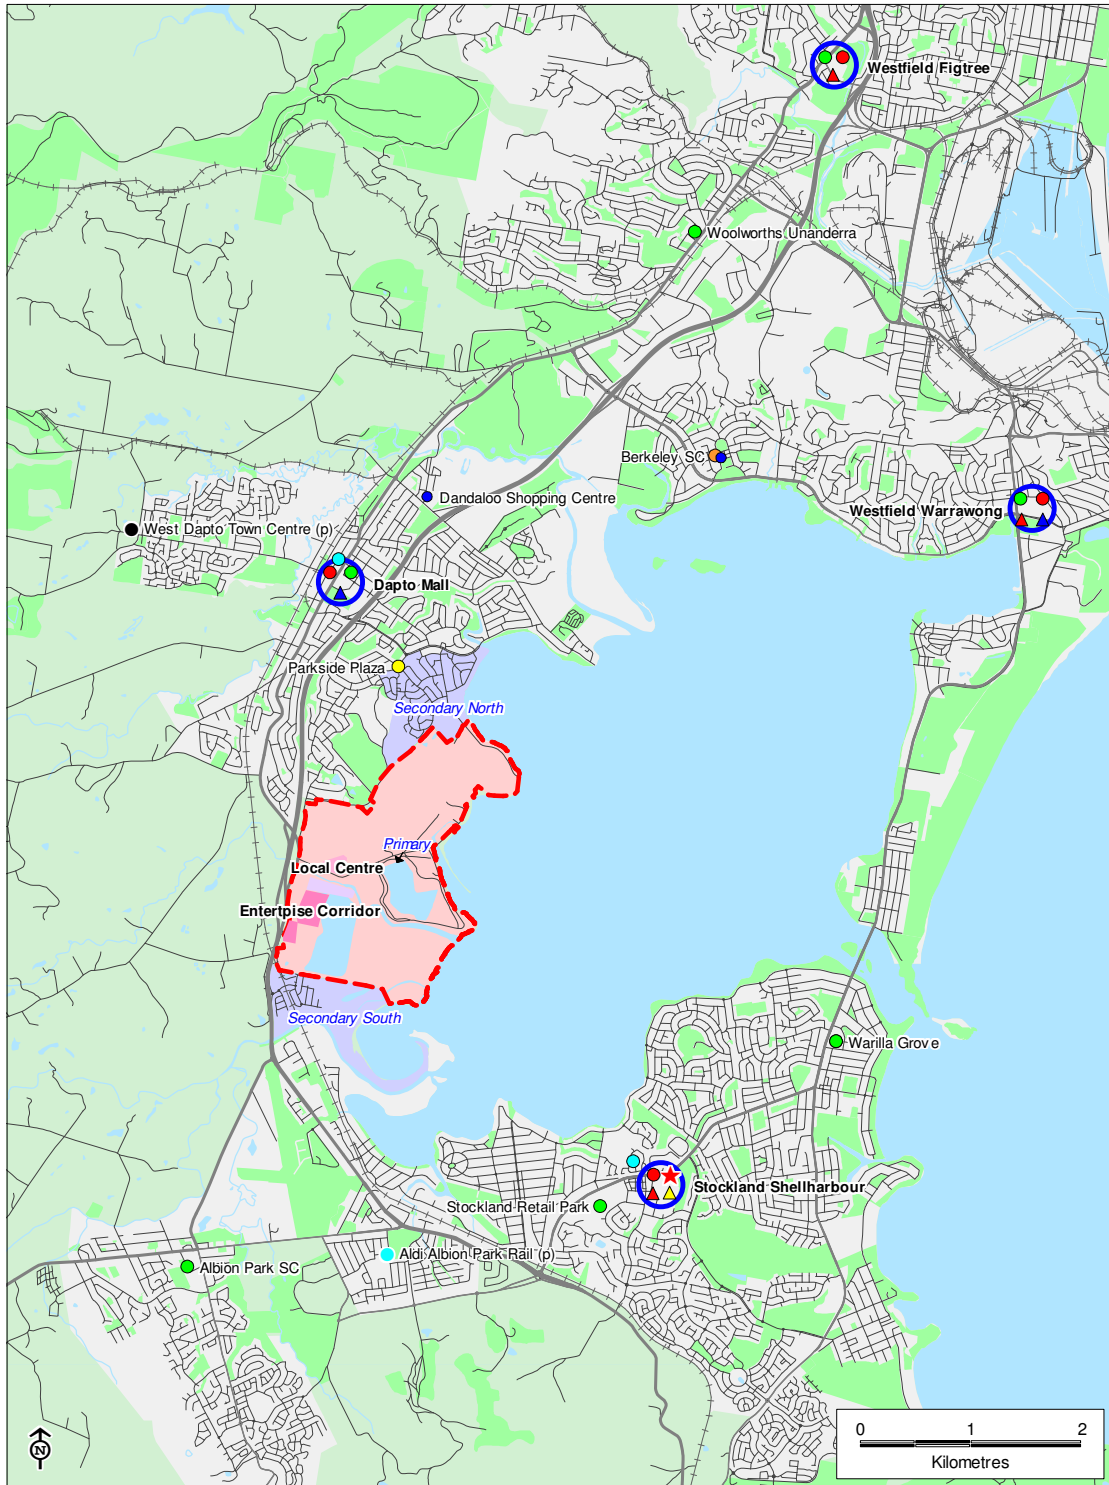 Westfield Figtree
Woolworths Unanderra
Berkeley SC
Dandaloo Shopping Centre
Westfield Warrawong
West Dapto Town Centre (p)
Dapto Mall
Parkside Plaza
Secondary North
Primary
Local Centre
Entertpise Corridor
Secondary South
Warilla Grove
Stockland Shellharbour
Stockland Retail Park
Aldi Albion Park Rail (p)
Albion Park SC
0 1 2
Kilometres
N